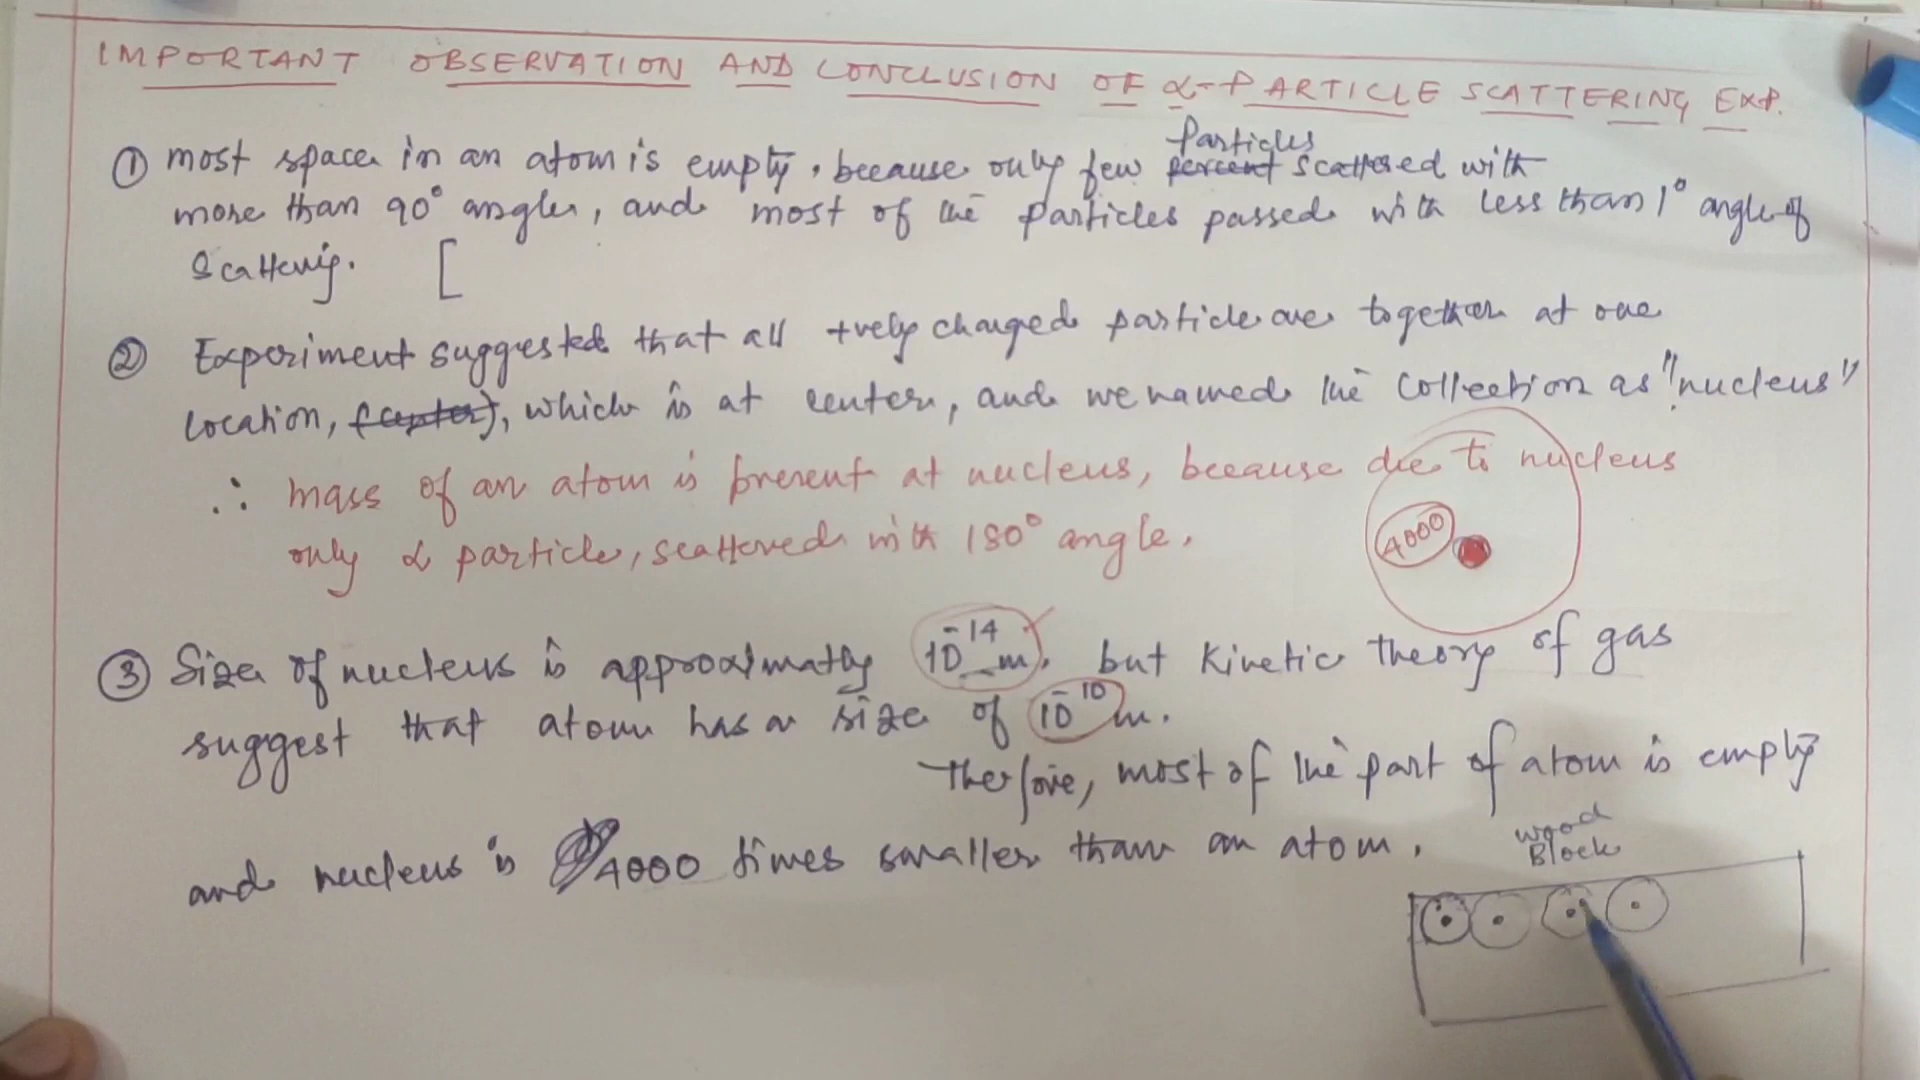 IMPORTANT OBSERVATION AND CONCLUSION OF α-PARTICLE SCATTERING EXP.
① most space in an atom is empty, because only few particles percent scattered with
more than 90° angle, and most of the particles passed with less than 1° angle of
scattering. [
② Experiment suggested that all +vely charged particle are together at one
location, (center), which is at center, and we named the collection as "nucleus"
∴ mass of an atom is present at nucleus, because due to nucleus
only α particle, scattered with 180° angle.
4000
③ Size of nucleus is approximatly 10⁻¹⁴ m, but Kinetic theory of gas
suggest that atom has a size of 10⁻¹⁰ m.
Therefore, most of the part of atom is empty
and nucleus is 4000 times smaller than an atom.
wood
Block